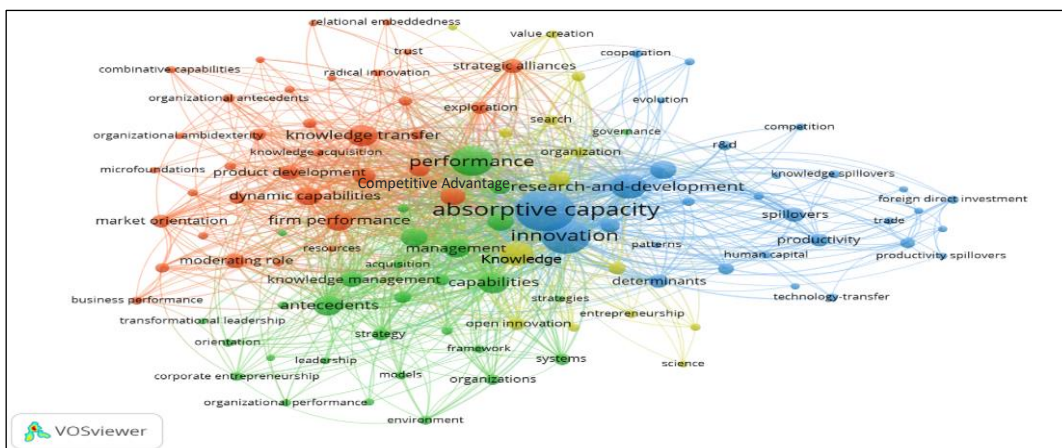 relational embeddedness
value creation
trust
cooperation
strategic alliances
combinative capabilities
radical innovation
organizational antecedents
exploration
evolution
search
competition
organizational ambidexterity
knowledge transfer
governance
r&d
knowledge acquisition
organization
performance
microfoundations
product development
knowledge spillovers
Competitive Advantage
research-and-development
dynamic capabilities
foreign direct investment
absorptive capacity
spillovers
trade
market orientation
firm performance
innovation
productivity
resources
management
patterns
human capital
productivity spillovers
Knowledge
moderating role
acquisition
knowledge management
capabilities
determinants
business performance
antecedents
strategies
technology-transfer
transformational leadership
open innovation
entrepreneurship
orientation
strategy
framework
leadership
systems
science
corporate entrepreneurship
models
organizations
organizational performance
environment
VOSviewer